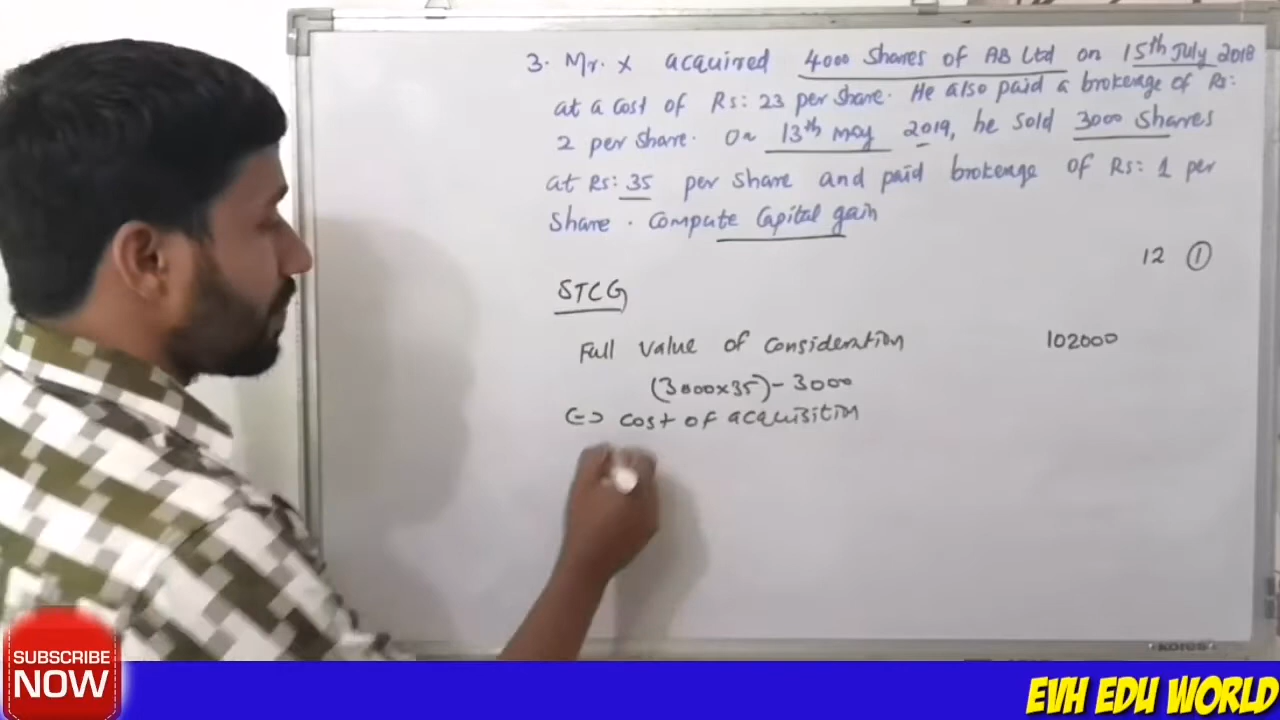 3. Mr. X acquired 4000 Shares of AB Ltd on 15th July 2018
at a cost of Rs: 23 per share. He also paid a brokerage of Rs:
2 per share. On 13th may 2019, he sold 3000 shares
at Rs: 35 per share and paid brokerage of Rs: 1 per
share. Compute Capital gain
12 ①
STCG
Full value of consideration 102000
(3000x35) - 3000
(-) cost of acquisition
SUBSCRIBE
NOW
kores
EVH EDU WORLD